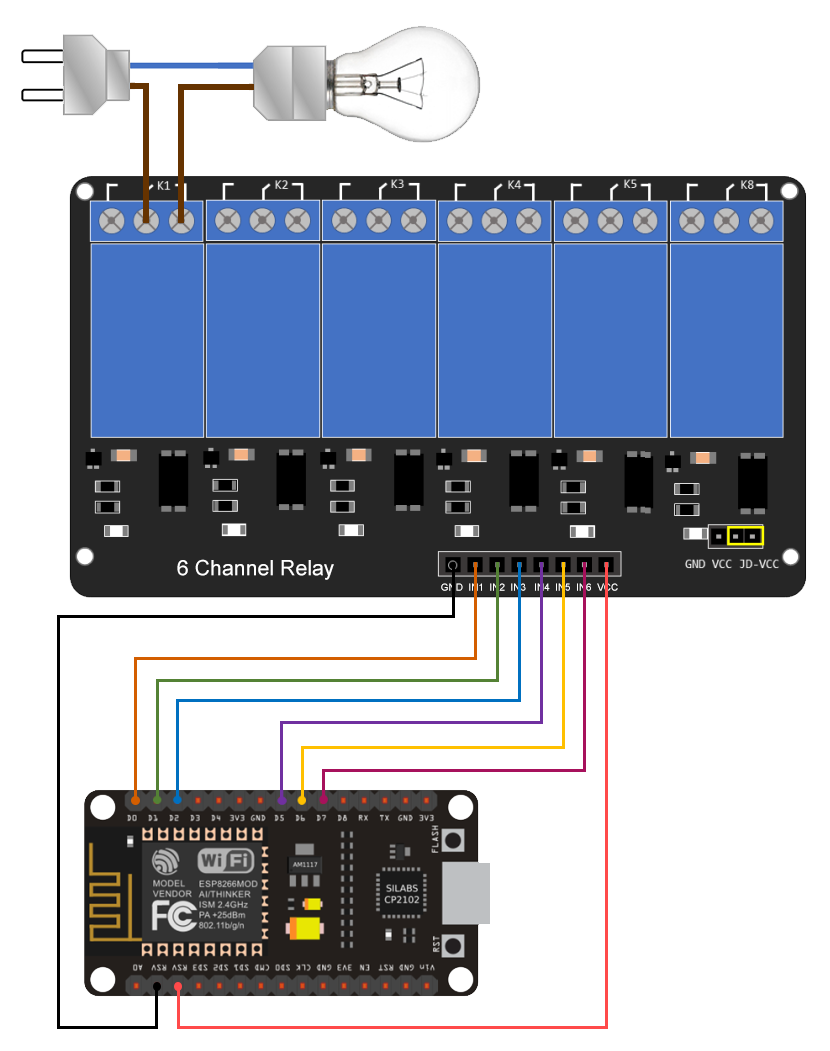 K1 K2 K3 K4 K5 K8
6 Channel Relay
GND VCC JD-VCC
GND IN1 IN2 IN3 IN4 IN5 IN6 VCC
D0 D1 D2 D3 D4 3V3 GND D5 D6 D7 D8 RX TX GND 3V3
FLASH
WiFi
AM1117
MODEL
VENDOR
ESP8266MOD
AI/THINKER
ISM 2.4GHz
PA +25dBm
802.11b/g/n
FC
SILABS
CP2102
RST
A0 RSV RSV SD3 SD2 SD1 CMD SD0 CLK GND 3V3 EN RST GND Vin